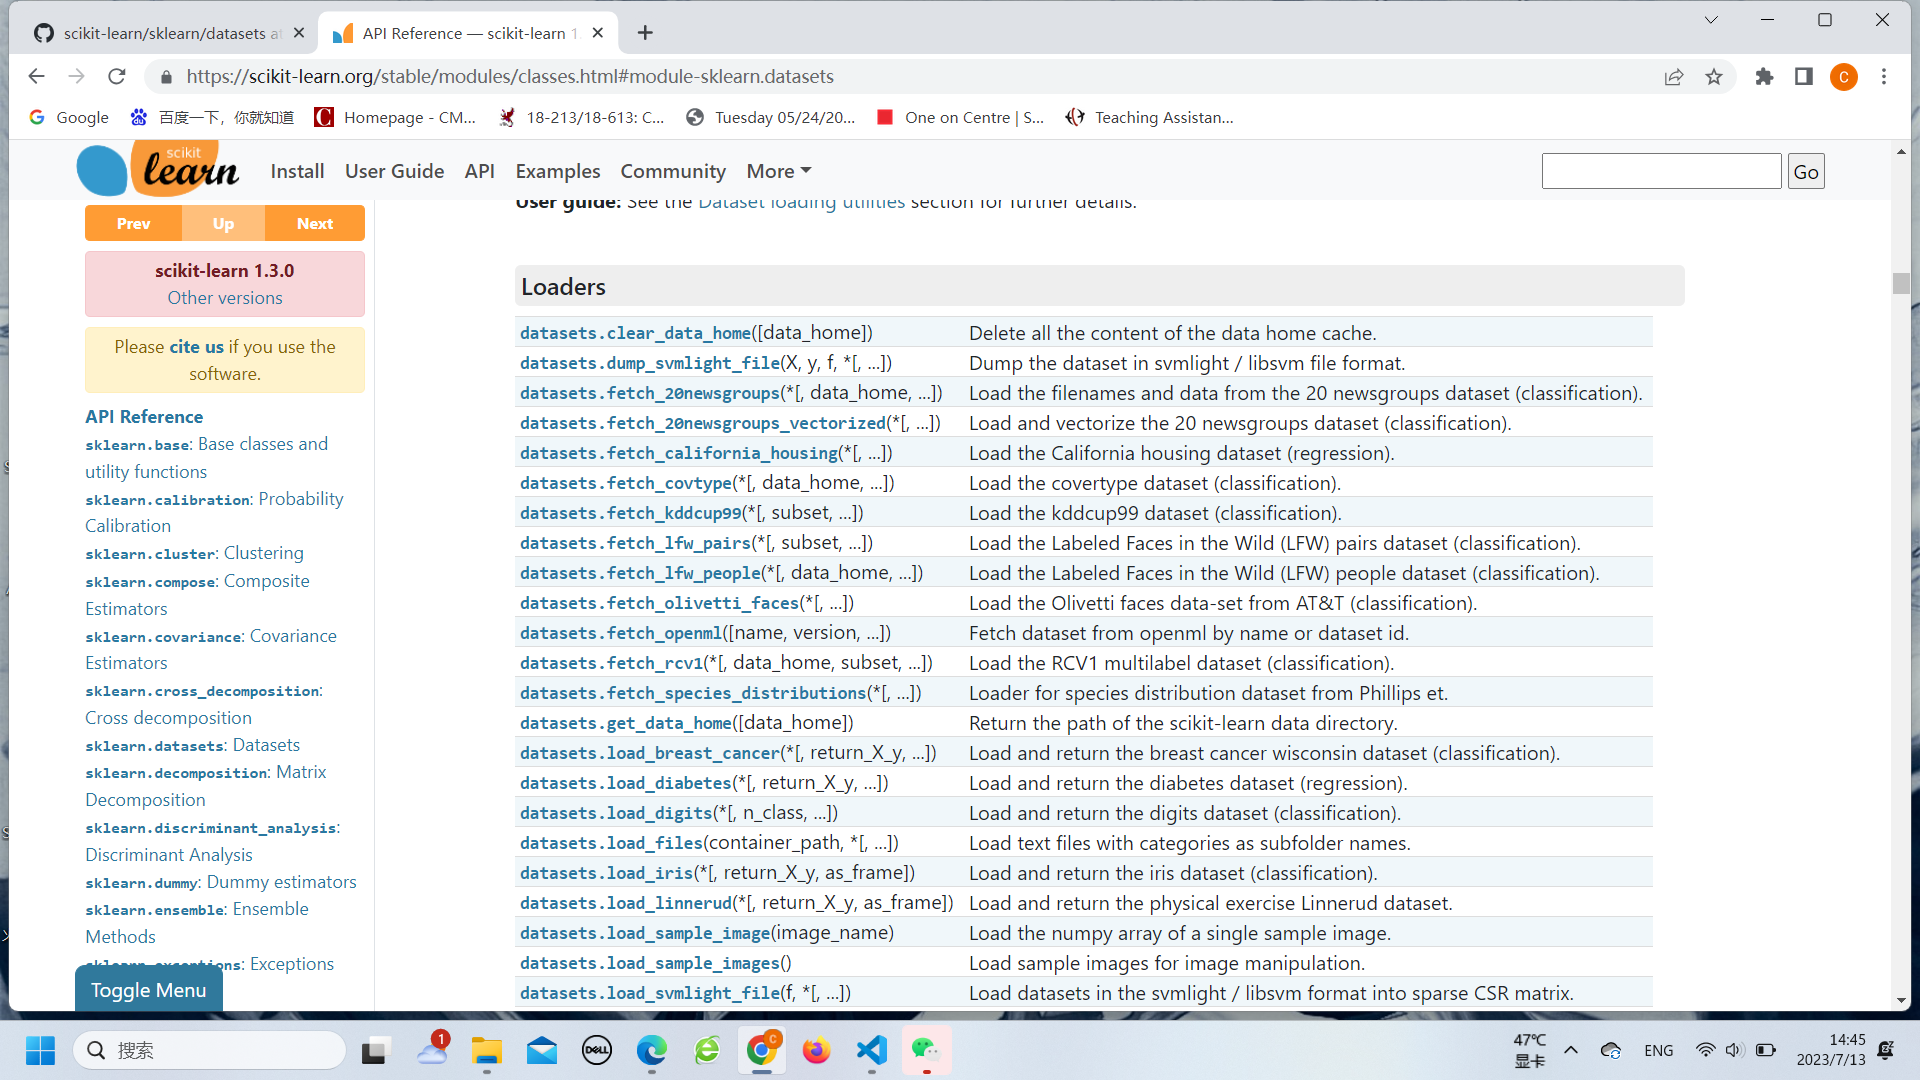 scikit-learn/sklearn/datasets at
API Reference — scikit-learn 1
https://scikit-learn.org/stable/modules/classes.html#module-sklearn.datasets
C
Google
百度一下，你就知道
Homepage - CM...
18-213/18-613: C...
Tuesday 05/24/20...
One on Centre | S...
Teaching Assistan...
scikit
learn
Install
User Guide
API
Examples
Community
More
Go
Prev
Up
Next
scikit-learn 1.3.0
Other versions
Please cite us if you use the
software.
API Reference
sklearn.base: Base classes and
utility functions
sklearn.calibration: Probability
Calibration
sklearn.cluster: Clustering
sklearn.compose: Composite
Estimators
sklearn.covariance: Covariance
Estimators
sklearn.cross_decomposition:
Cross decomposition
sklearn.datasets: Datasets
sklearn.decomposition: Matrix
Decomposition
sklearn.discriminant_analysis:
Discriminant Analysis
sklearn.dummy: Dummy estimators
sklearn.ensemble: Ensemble
Methods
sklearn.exceptions: Exceptions
Toggle Menu
User guide: See the Dataset loading utilities section for further details.
Loaders
datasets.clear_data_home([data_home]) Delete all the content of the data home cache.
datasets.dump_svmlight_file(X, y, f, *[, ...]) Dump the dataset in svmlight / libsvm file format.
datasets.fetch_20newsgroups(*[, data_home, ...]) Load the filenames and data from the 20 newsgroups dataset (classification).
datasets.fetch_20newsgroups_vectorized(*[, ...]) Load and vectorize the 20 newsgroups dataset (classification).
datasets.fetch_california_housing(*[, ...]) Load the California housing dataset (regression).
datasets.fetch_covtype(*[, data_home, ...]) Load the covertype dataset (classification).
datasets.fetch_kddcup99(*[, subset, ...]) Load the kddcup99 dataset (classification).
datasets.fetch_lfw_pairs(*[, subset, ...]) Load the Labeled Faces in the Wild (LFW) pairs dataset (classification).
datasets.fetch_lfw_people(*[, data_home, ...]) Load the Labeled Faces in the Wild (LFW) people dataset (classification).
datasets.fetch_olivetti_faces(*[, ...]) Load the Olivetti faces data-set from AT&T (classification).
datasets.fetch_openml([name, version, ...]) Fetch dataset from openml by name or dataset id.
datasets.fetch_rcv1(*[, data_home, subset, ...]) Load the RCV1 multilabel dataset (classification).
datasets.fetch_species_distributions(*[, ...]) Loader for species distribution dataset from Phillips et.
datasets.get_data_home([data_home]) Return the path of the scikit-learn data directory.
datasets.load_breast_cancer(*[, return_X_y, ...]) Load and return the breast cancer wisconsin dataset (classification).
datasets.load_diabetes(*[, return_X_y, ...]) Load and return the diabetes dataset (regression).
datasets.load_digits(*[, n_class, ...]) Load and return the digits dataset (classification).
datasets.load_files(container_path, *[, ...]) Load text files with categories as subfolder names.
datasets.load_iris(*[, return_X_y, as_frame]) Load and return the iris dataset (classification).
datasets.load_linnerud(*[, return_X_y, as_frame]) Load and return the physical exercise Linnerud dataset.
datasets.load_sample_image(image_name) Load the numpy array of a single sample image.
datasets.load_sample_images() Load sample images for image manipulation.
datasets.load_svmlight_file(f, *[, ...]) Load datasets in the svmlight / libsvm format into sparse CSR matrix.
搜索
1
DELL
C
47℃
显卡
ENG
14:45
2023/7/13